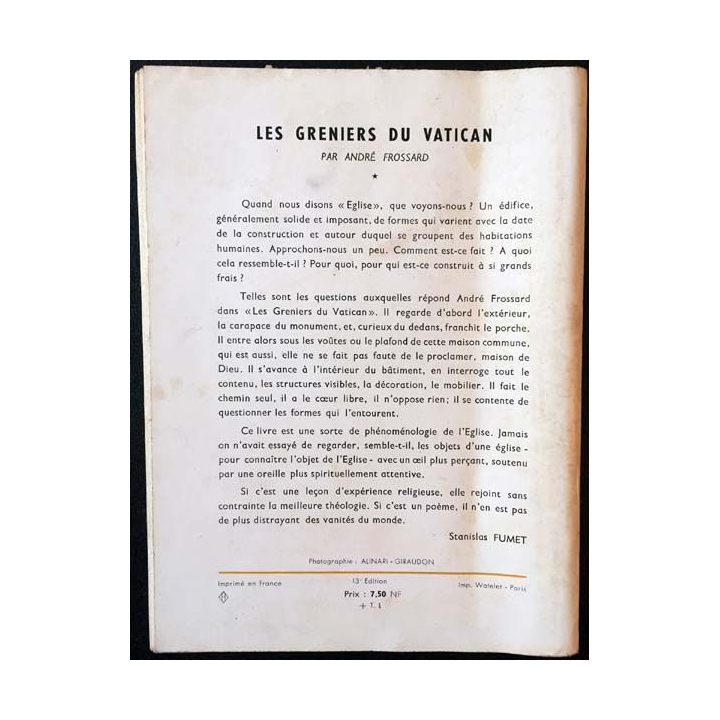 LES GRENIERS DU VATICAN
PAR ANDRÉ FROSSARD
★
Quand nous disons « Eglise », que voyons-nous ? Un édifice,
généralement solide et imposant, de formes qui varient avec la date
de la construction et autour duquel se groupent des habitations
humaines. Approchons-nous un peu. Comment est-ce fait ? A quoi
cela ressemble-t-il ? Pour quoi, pour qui est-ce construit à si grands
frais ?
Telles sont les questions auxquelles répond André Frossard
dans «Les Greniers du Vatican». Il regarde d'abord l'extérieur,
la carapace du monument, et, curieux du dedans, franchit le porche.
Il entre alors sous les voûtes ou le plafond de cette maison commune,
qui est aussi, elle ne se fait pas faute de le proclamer, maison de
Dieu. Il s'avance à l'intérieur du bâtiment, en interroge tout le
contenu, les structures visibles, la décoration, le mobilier. Il fait le
chemin seul, il a le cœur libre, il n'oppose rien; il se contente de
questionner les formes qui l'entourent.
Ce livre est une sorte de phénoménologie de l'Eglise. Jamais
on n'avait essayé de regarder, semble-t-il, les objets d'une église -
pour connaître l'objet de l'Eglise - avec un œil plus perçant, soutenu
par une oreille plus spirituellement attentive.
Si c'est une leçon d'expérience religieuse, elle rejoint sans
contrainte la meilleure théologie. Si c'est un poème, il n'en est pas
de plus distrayant des vanités du monde.
Stanislas FUMET
Photographie : ALINARI - GIRAUDON
Imprimé en France
13ᵉ Edition
Imp. Watelet - Paris
Prix : 7,50 NF
+ T. l.